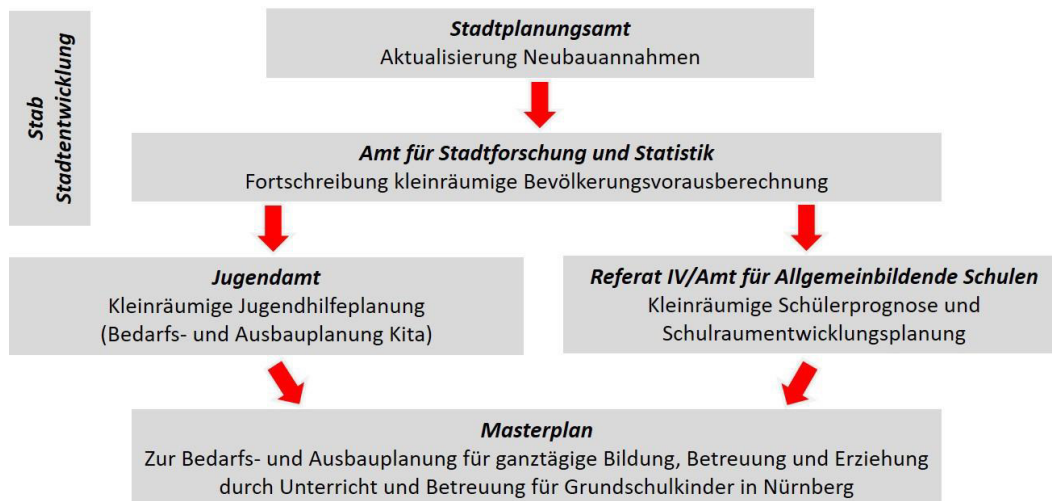 Stab
Stadtentwicklung
Stadtplanungsamt
Aktualisierung Neubauannahmen
Amt für Stadtforschung und Statistik
Fortschreibung kleinräumige Bevölkerungsvorausberechnung
Jugendamt
Kleinräumige Jugendhilfeplanung
(Bedarfs- und Ausbauplanung Kita)
Referat IV/Amt für Allgemeinbildende Schulen
Kleinräumige Schülerprognose und
Schulraumentwicklungsplanung
Masterplan
Zur Bedarfs- und Ausbauplanung für ganztägige Bildung, Betreuung und Erziehung
durch Unterricht und Betreuung für Grundschulkinder in Nürnberg